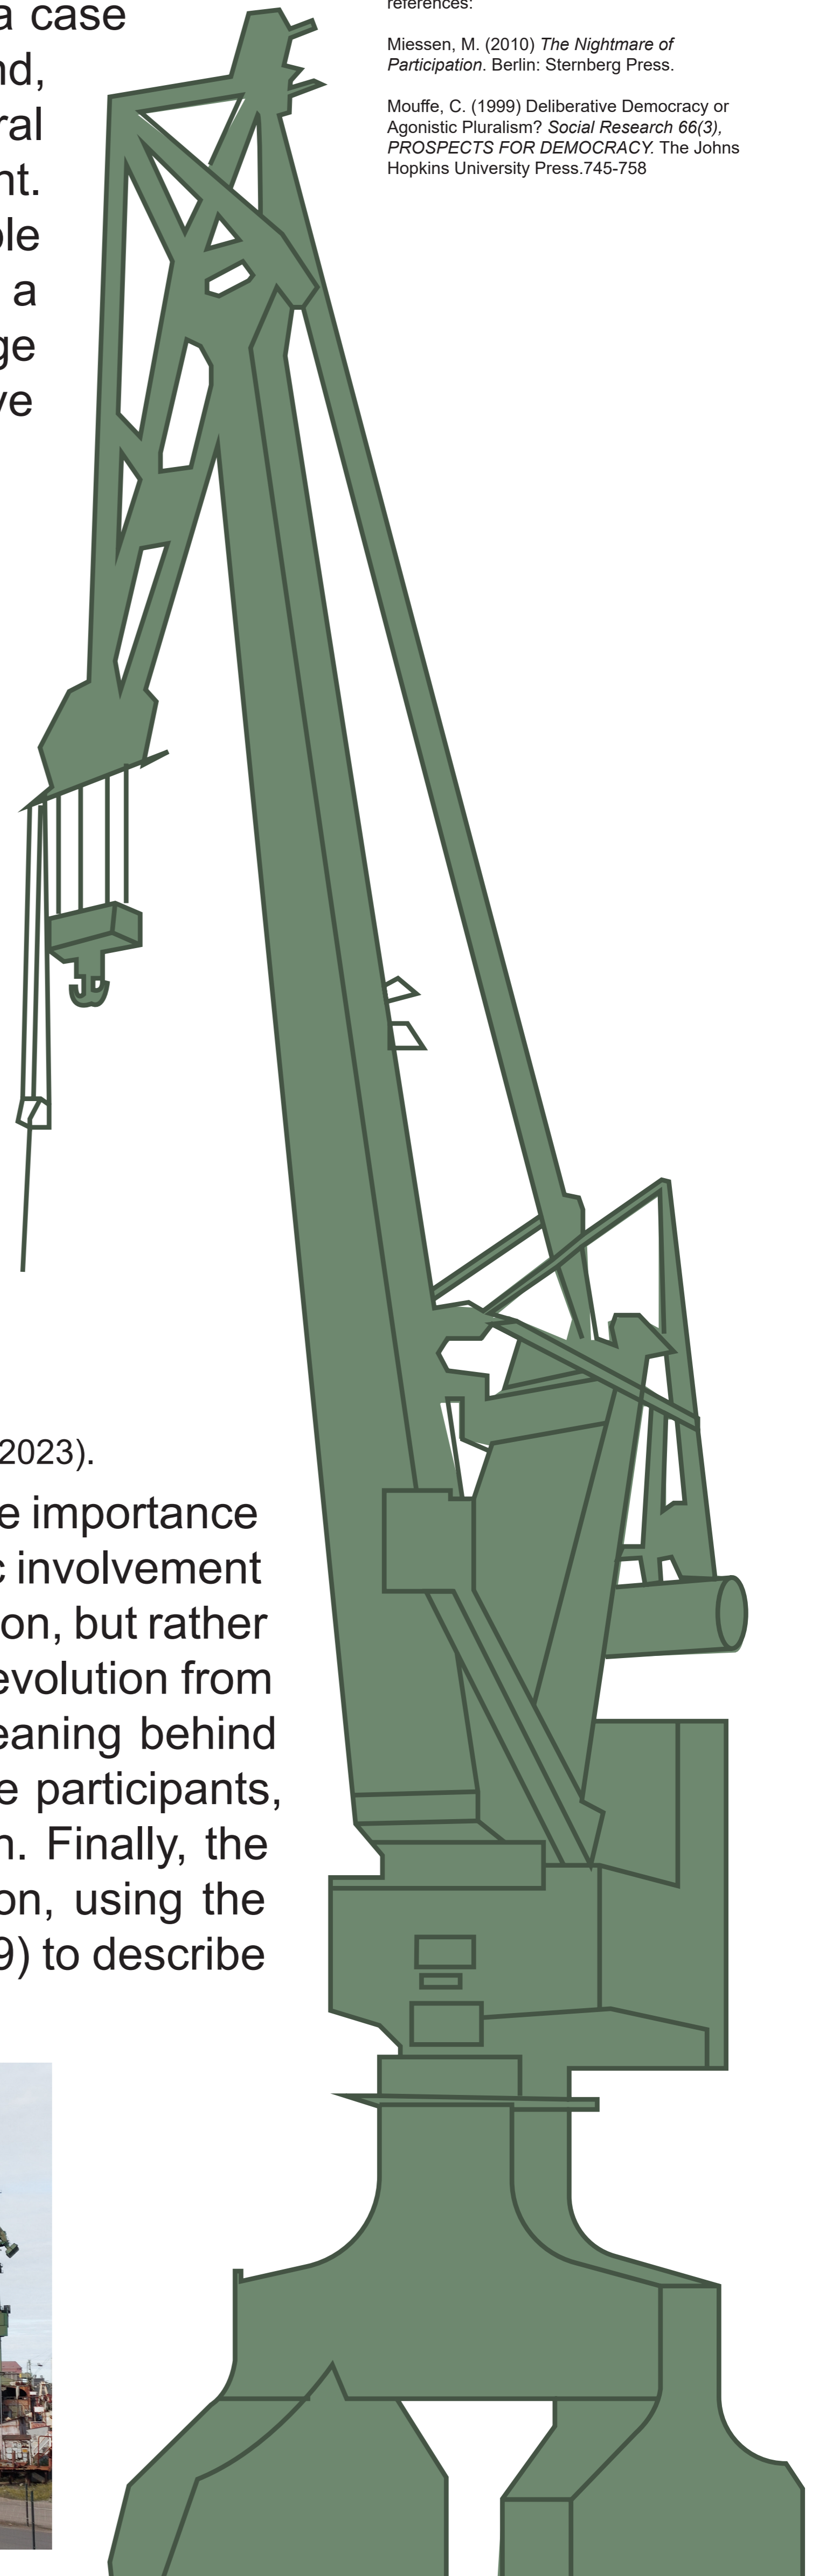 a case
nd,
ral
nt.
a
ge
ve
references:
Miessen, M. (2010) The Nightmare of
Participation. Berlin: Sternberg Press.
Mouffe, C. (1999) Deliberative Democracy or
Agonistic Pluralism? Social Research 66(3),
PROSPECTS FOR DEMOCRACY. The Johns
Hopkins University Press.745-758
2023).
e importance
involvement
on, but rather
evolution from
eaning behind
e participants,
n. Finally, the
on, using the
9) to describe